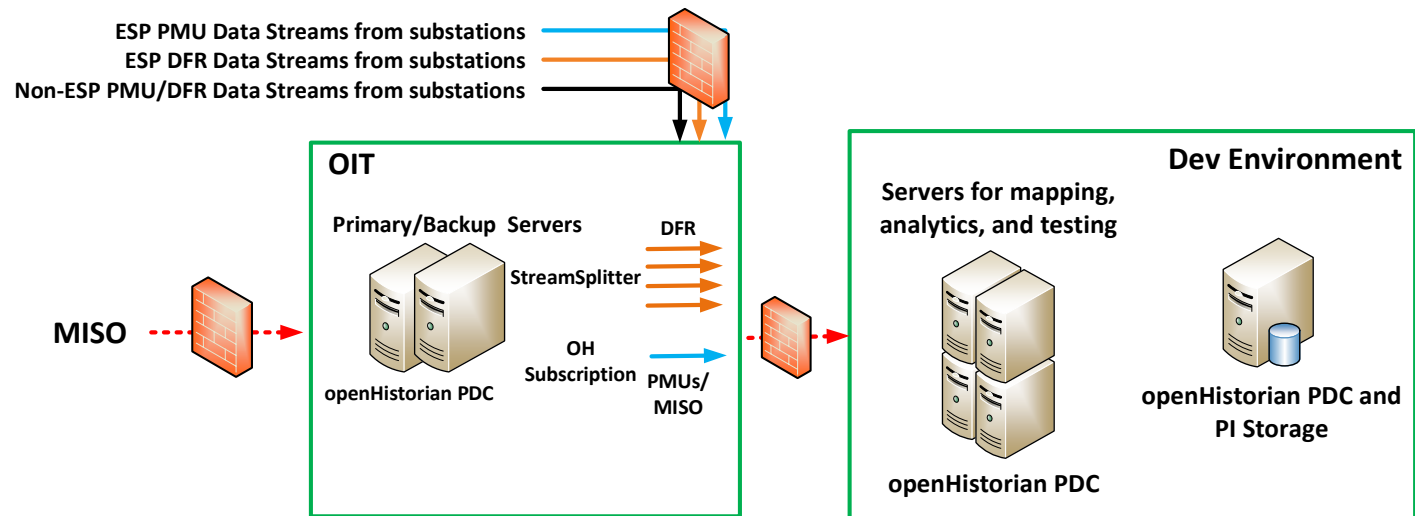 ESP PMU Data Streams from substations
ESP DFR Data Streams from substations
Non-ESP PMU/DFR Data Streams from substations
OIT
Primary/Backup Servers
DFR
StreamSplitter
OH
Subscription
PMUs/
MISO
openHistorian PDC
MISO
Dev Environment
Servers for mapping,
analytics, and testing
openHistorian PDC
openHistorian PDC and
PI Storage